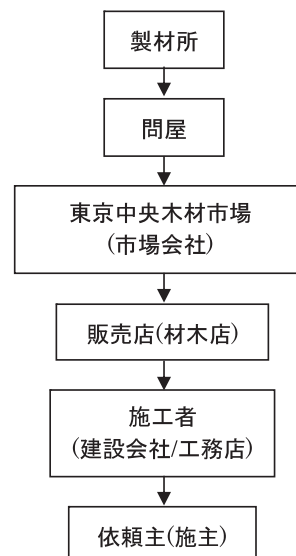 製材所
問屋
東京中央木材市場
(市場会社)
販売店(材木店)
施工者
(建設会社/工務店)
依頼主(施主)